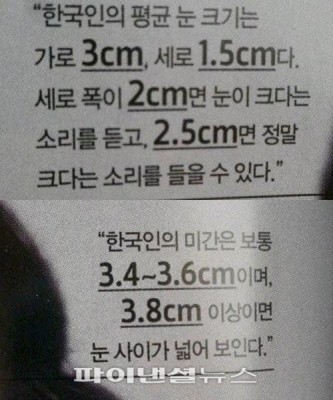 “한국인의 평균 눈 크기는
가로 3cm, 세로 1.5cm다.
세로 폭이 2cm면 눈이 크다는
소리를 듣고, 2.5cm면 정말
크다는 소리를 들을 수 있다.”
“한국인의 미간은 보통
3.4~3.6cm이며,
3.8cm 이상이면
눈 사이가 넓어 보인다.”
파이낸셜뉴스